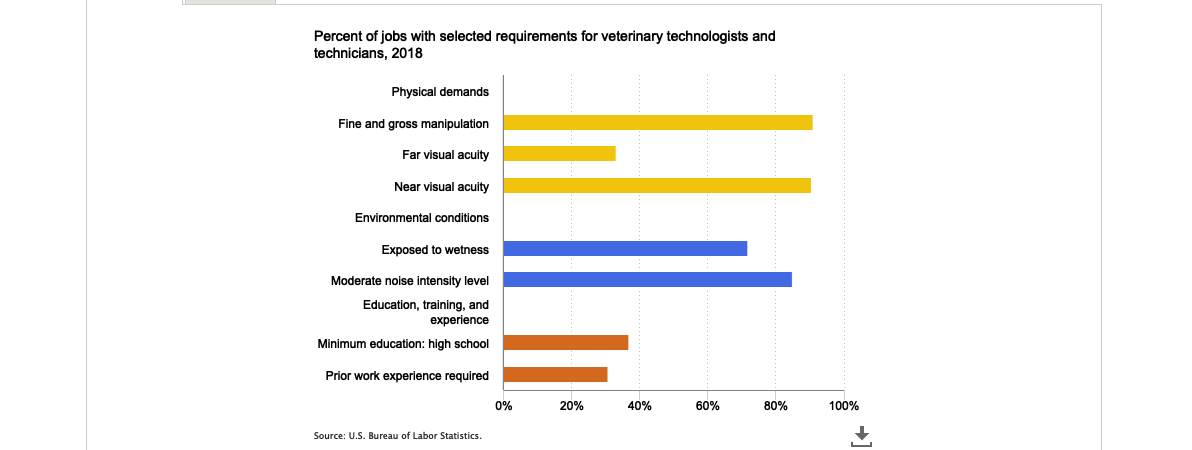 Percent of jobs with selected requirements for veterinary technologists and
technicians, 2018
Physical demands
Fine and gross manipulation
Far visual acuity
Near visual acuity
Environmental conditions
Exposed to wetness
Moderate noise intensity level
Education, training, and
experience
Minimum education: high school
Prior work experience required
0% 20% 40% 60% 80% 100%
Source: U.S. Bureau of Labor Statistics.